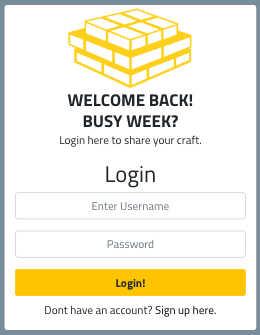 WELCOME BACK!
BUSY WEEK?
Login here to share your craft.
Login
Enter Username
Password
Login!
Dont have an account? Sign up here.